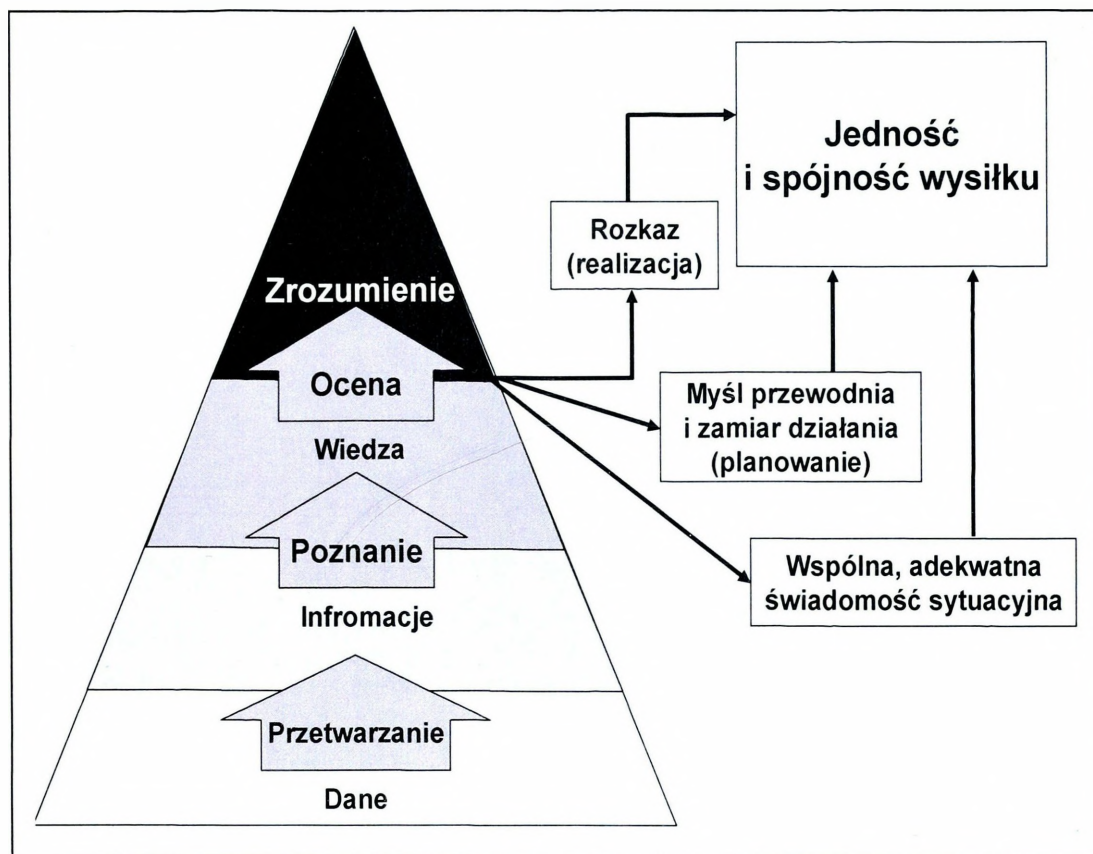 Jedność
i spójność wysiłku
Rozkaz
(realizacja)
Zrozumienie
Ocena
Wiedza
Myśl przewodnia
i zamiar działania
(planowanie)
Poznanie
Infromacje
Wspólna, adekwatna
świadomość sytuacyjna
Przetwarzanie
Dane